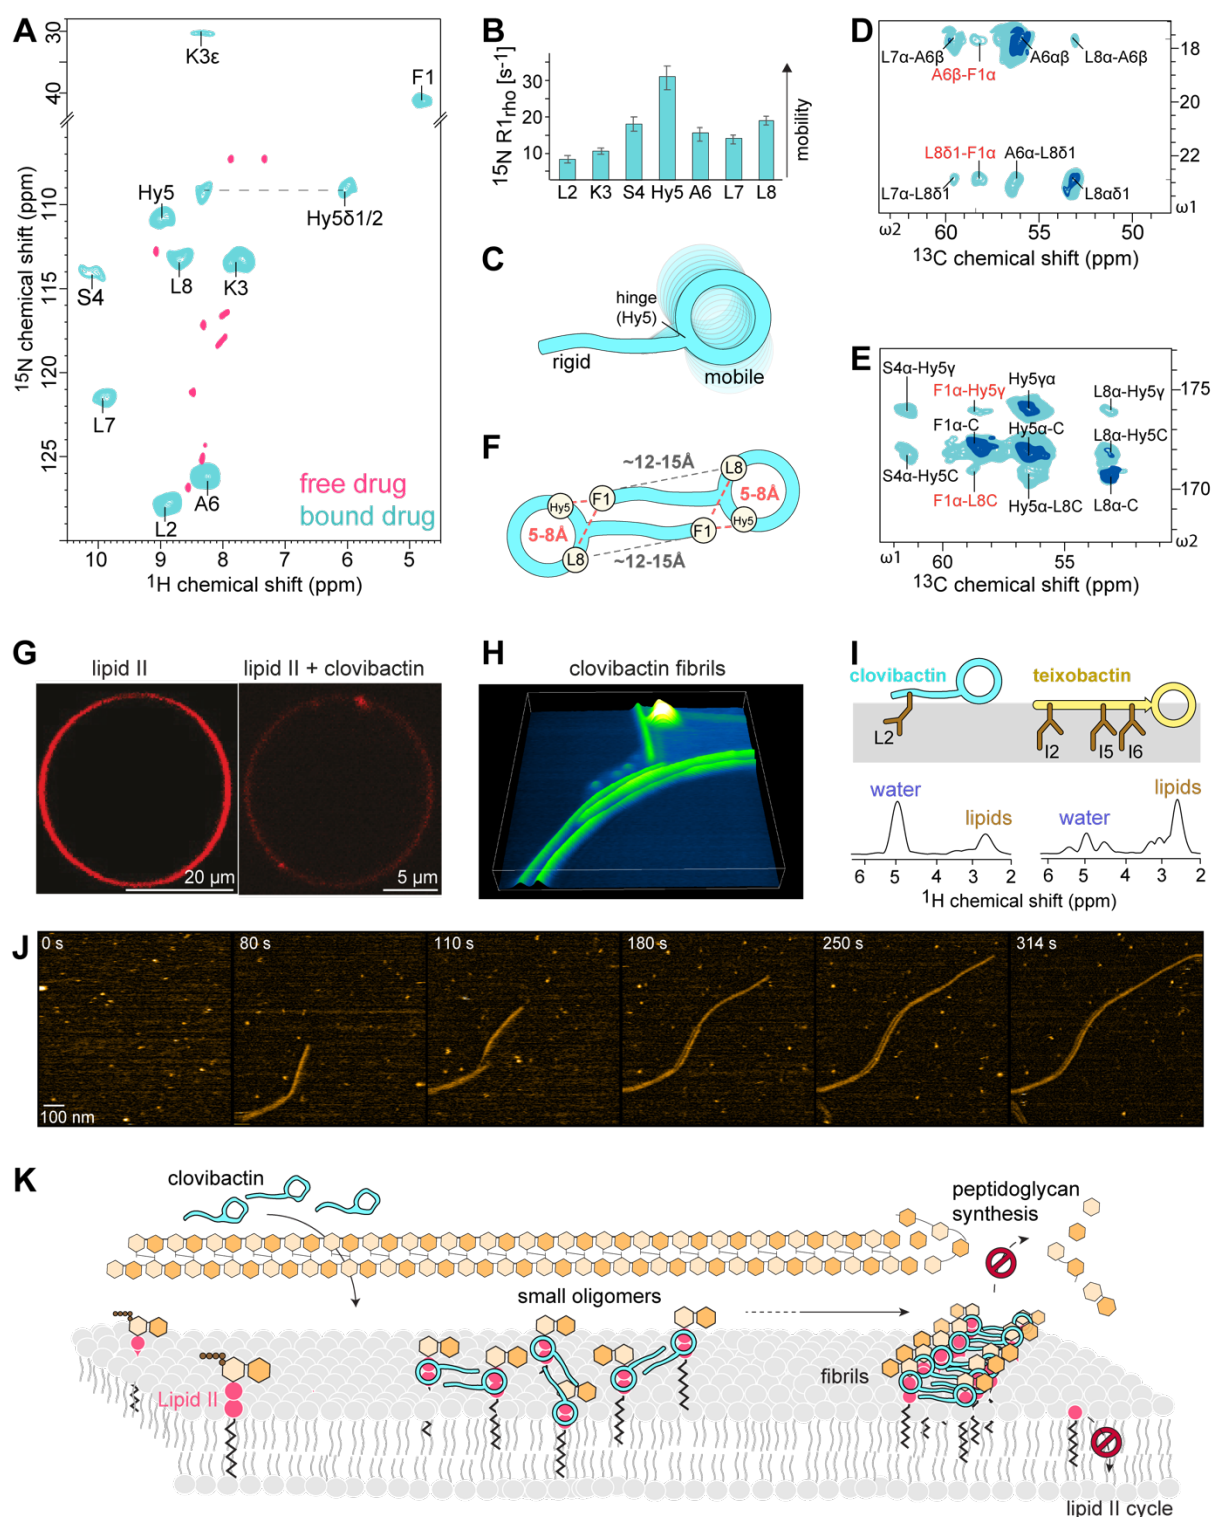 A
30
40
110
115
120
125
15N chemical shift (ppm)
K3ε
F1
Hy5
Hy5δ1/2
S4
L8
K3
L7
L2
A6
free drug
bound drug
10 9 8 7 6 5
1H chemical shift (ppm)
B
15N R1rho [s-1]
30
20
10
L2 K3 S4 Hy5 A6 L7 L8
mobility
C
hinge
(Hy5)
rigid
mobile
F
~12-15Å
L8
F1
Hy5
5-8Å
5-8Å
F1
Hy5
L8
~12-15Å
D
L7α-A6β
A6β-F1α
A6αβ
L8α-A6β
18
20
22
L8δ1-F1α
A6α-L8δ1
L7α-L8δ1
L8αδ1
ω1
ω2
60 55 50
13C chemical shift (ppm)
E
S4α-Hy5γ
F1α-Hy5γ
Hy5γα
L8α-Hy5γ
175
F1α-C
Hy5α-C
L8α-Hy5C
S4α-Hy5C
F1α-L8C
Hy5α-L8C
L8α-C
170
ω1
60 55
ω2
13C chemical shift (ppm)
G
lipid II
lipid II + clovibactin
20 µm
5 µm
H
clovibactin fibrils
I
clovibactin
teixobactin
L2
I2
I5
I6
water
lipids
water
lipids
6 5 4 3 2
6 5 4 3 2
1H chemical shift (ppm)
J
0 s
80 s
110 s
180 s
250 s
314 s
100 nm
K
clovibactin
peptidoglycan
synthesis
small oligomers
Lipid II
fibrils
lipid II cycle